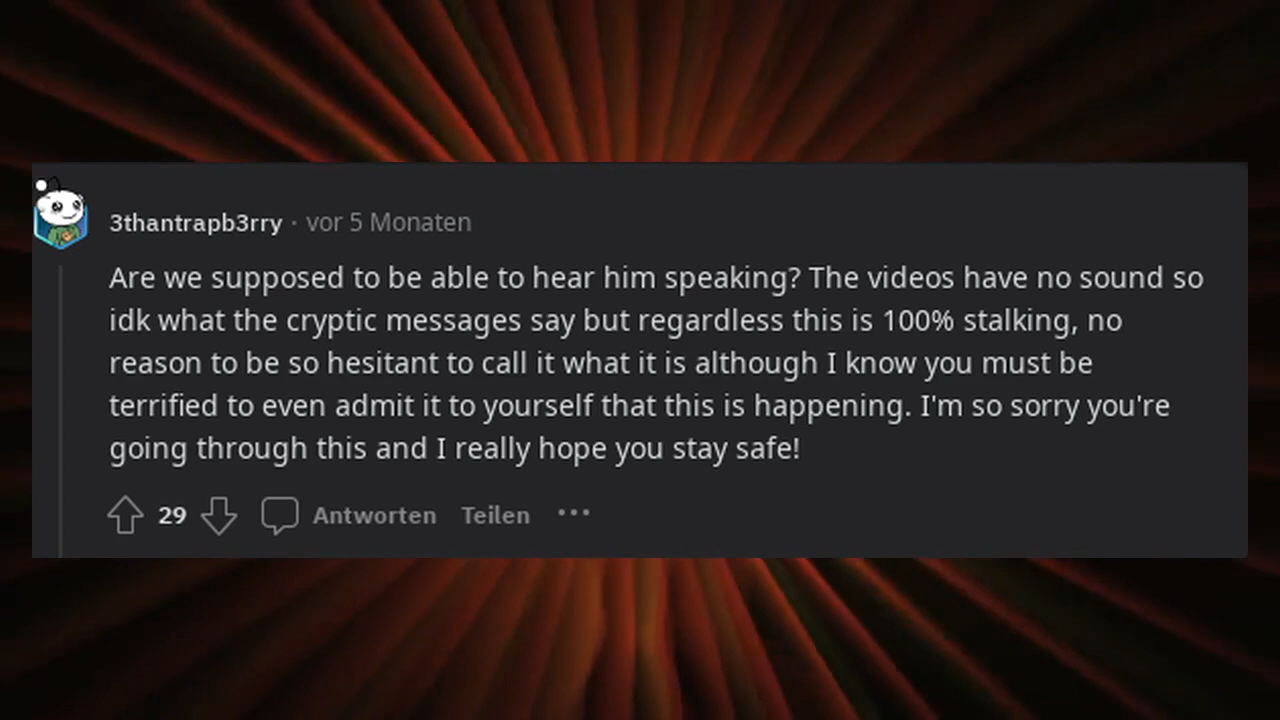 3thantrapb3rry · vor 5 Monaten
Are we supposed to be able to hear him speaking? The videos have no sound so
idk what the cryptic messages say but regardless this is 100% stalking, no
reason to be so hesitant to call it what it is although I know you must be
terrified to even admit it to yourself that this is happening. I'm so sorry you're
going through this and I really hope you stay safe!
29 Antworten Teilen ···